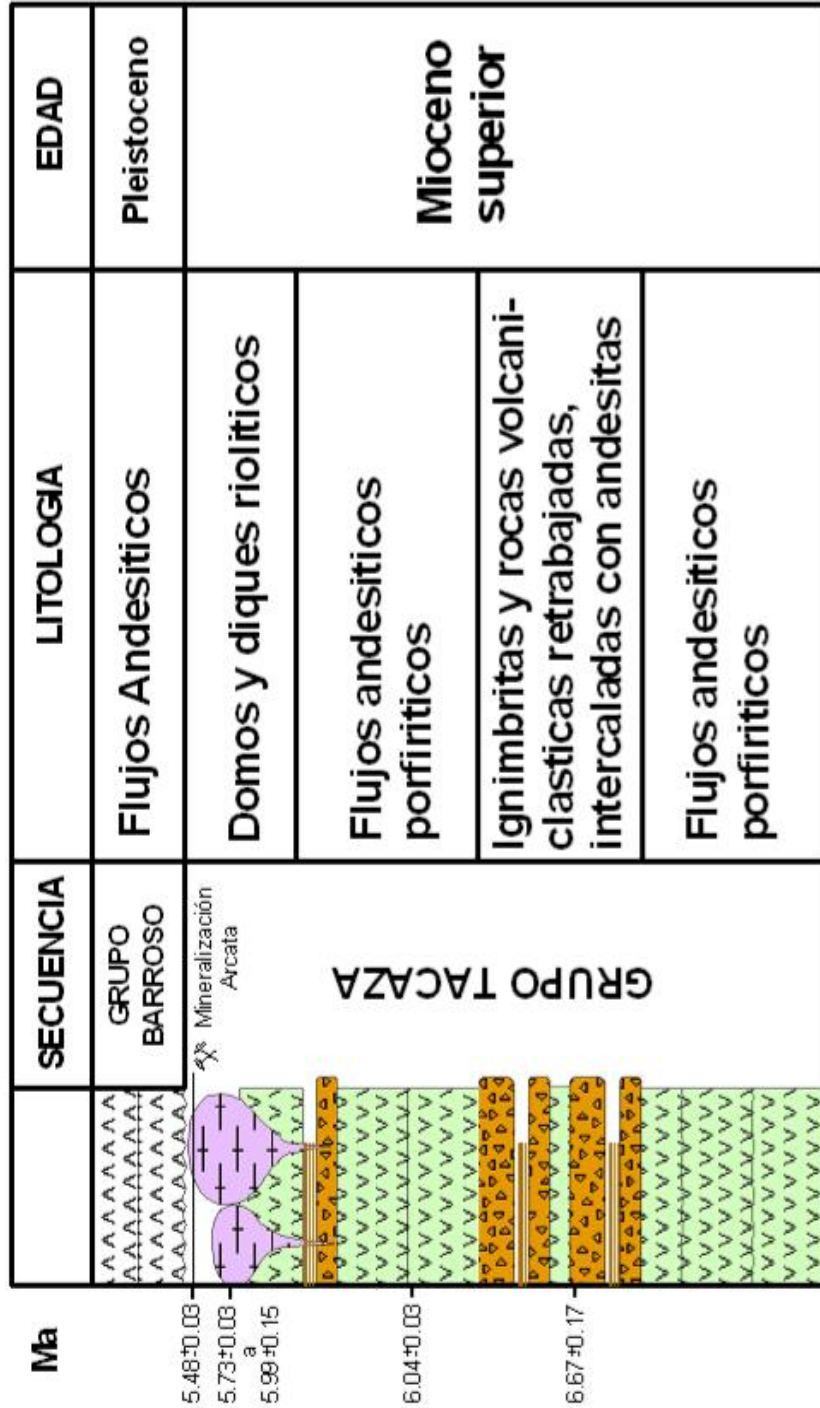 Ma
SECUENCIA
LITOLOGIA
EDAD
GRUPO
BARROSO
Flujos Andesiticos
Pleistoceno
5.48±0.03
5.73±0.03
a
5.99±0.15
Mineralización
Arcata
Domos y diques rioliticos
Mioceno
superior
GRUPO TACAZA
6.04±0.03
Flujos andesiticos
porfiriticos
6.67±0.17
Ignimbritas y rocas volcani-
clasticas retrabajadas,
intercaladas con andesitas
Flujos andesiticos
porfiriticos